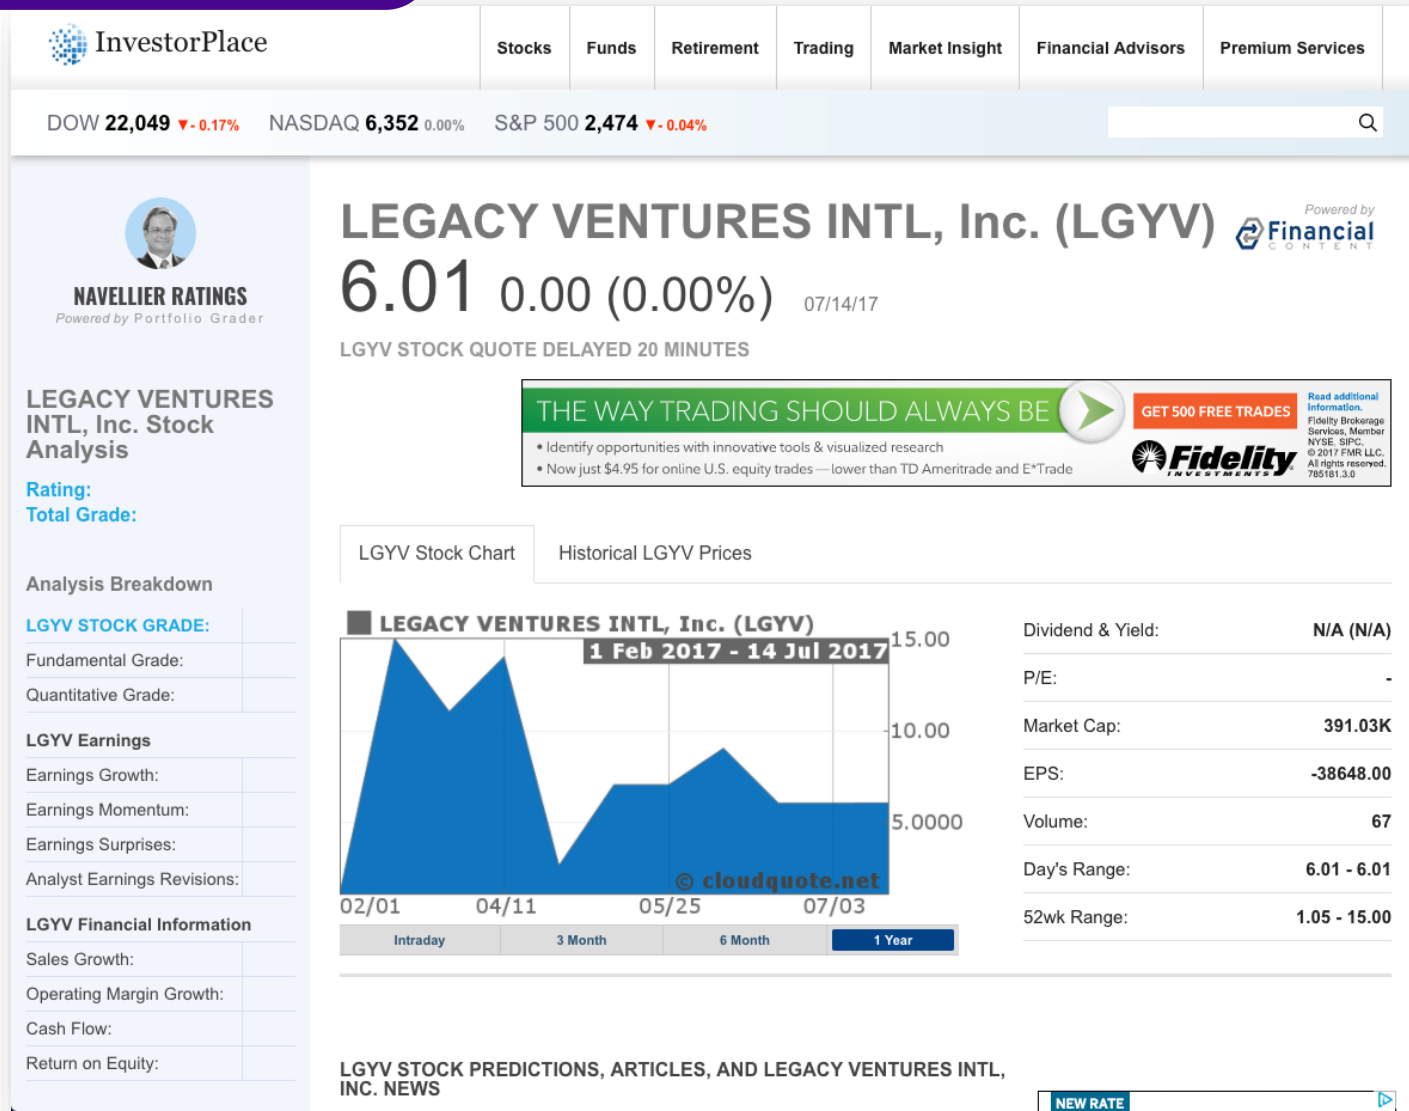 InvestorPlace
Stocks
Funds
Retirement
Trading
Market Insight
Financial Advisors
Premium Services
DOW 22,049 ▼- 0.17%
NASDAQ 6,352 0.00%
S&P 500 2,474 ▼- 0.04%
NAVELLIER RATINGS
Powered by Portfolio Grader
LEGACY VENTURES
INTL, Inc. Stock
Analysis
Rating:
Total Grade:
Analysis Breakdown
LGYV STOCK GRADE:
Fundamental Grade:
Quantitative Grade:
LGYV Earnings
Earnings Growth:
Earnings Momentum:
Earnings Surprises:
Analyst Earnings Revisions:
LGYV Financial Information
Sales Growth:
Operating Margin Growth:
Cash Flow:
Return on Equity:
LEGACY VENTURES INTL, Inc. (LGYV)
Powered by
Financial
CONTENT
6.01 0.00 (0.00%) 07/14/17
LGYV STOCK QUOTE DELAYED 20 MINUTES
THE WAY TRADING SHOULD ALWAYS BE
• Identify opportunities with innovative tools & visualized research
• Now just $4.95 for online U.S. equity trades — lower than TD Ameritrade and E*Trade
GET 500 FREE TRADES
Fidelity
INVESTMENTS
Read additional
information.
Fidelity Brokerage
Services, Member
NYSE, SIPC.
© 2017 FMR LLC.
All rights reserved.
785181.3.0
LGYV Stock Chart
Historical LGYV Prices
LEGACY VENTURES INTL, Inc. (LGYV)
1 Feb 2017 - 14 Jul 2017
15.00
10.00
5.0000
© cloudquote.net
02/01
04/11
05/25
07/03
Intraday
3 Month
6 Month
1 Year
Dividend & Yield: N/A (N/A)
P/E: -
Market Cap: 391.03K
EPS: -38648.00
Volume: 67
Day's Range: 6.01 - 6.01
52wk Range: 1.05 - 15.00
LGYV STOCK PREDICTIONS, ARTICLES, AND LEGACY VENTURES INTL,
INC. NEWS
NEW RATE